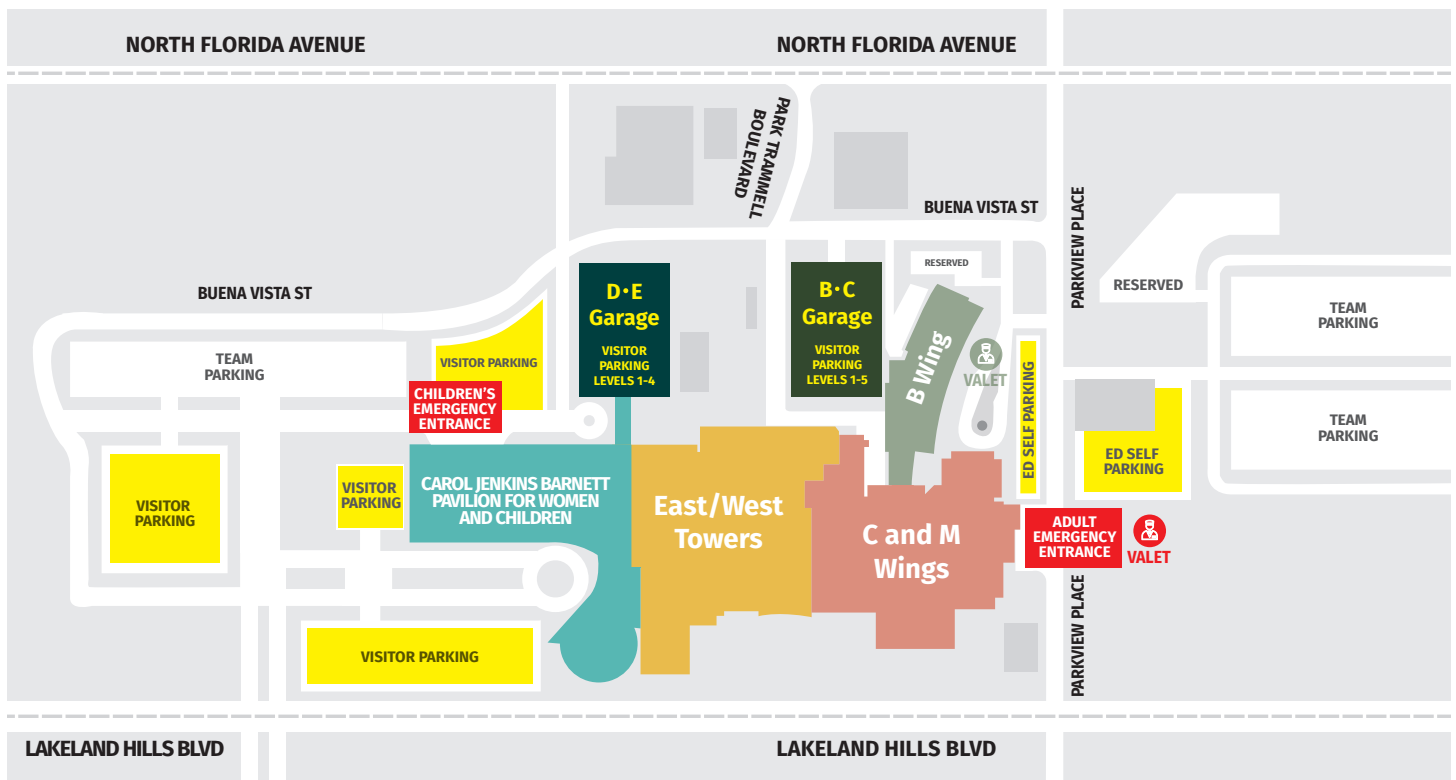 NORTH FLORIDA AVENUE
NORTH FLORIDA AVENUE
PARK TRAMMELL
BOULEVARD
BUENA VISTA ST
PARKVIEW PLACE
RESERVED
D•E
Garage
VISITOR
PARKING
LEVELS 1-4
B•C
Garage
VISITOR
PARKING
LEVELS 1-5
RESERVED
BUENA VISTA ST
TEAM
PARKING
TEAM
PARKING
VISITOR PARKING
B Wing
VALET
ED SELF PARKING
CHILDREN'S
EMERGENCY
ENTRANCE
TEAM
PARKING
ED SELF
PARKING
VISITOR
PARKING
VISITOR
PARKING
CAROL JENKINS BARNETT
PAVILION FOR WOMEN
AND CHILDREN
East/West
Towers
C and M
Wings
ADULT
EMERGENCY
ENTRANCE
VALET
PARKVIEW PLACE
VISITOR PARKING
LAKELAND HILLS BLVD
LAKELAND HILLS BLVD